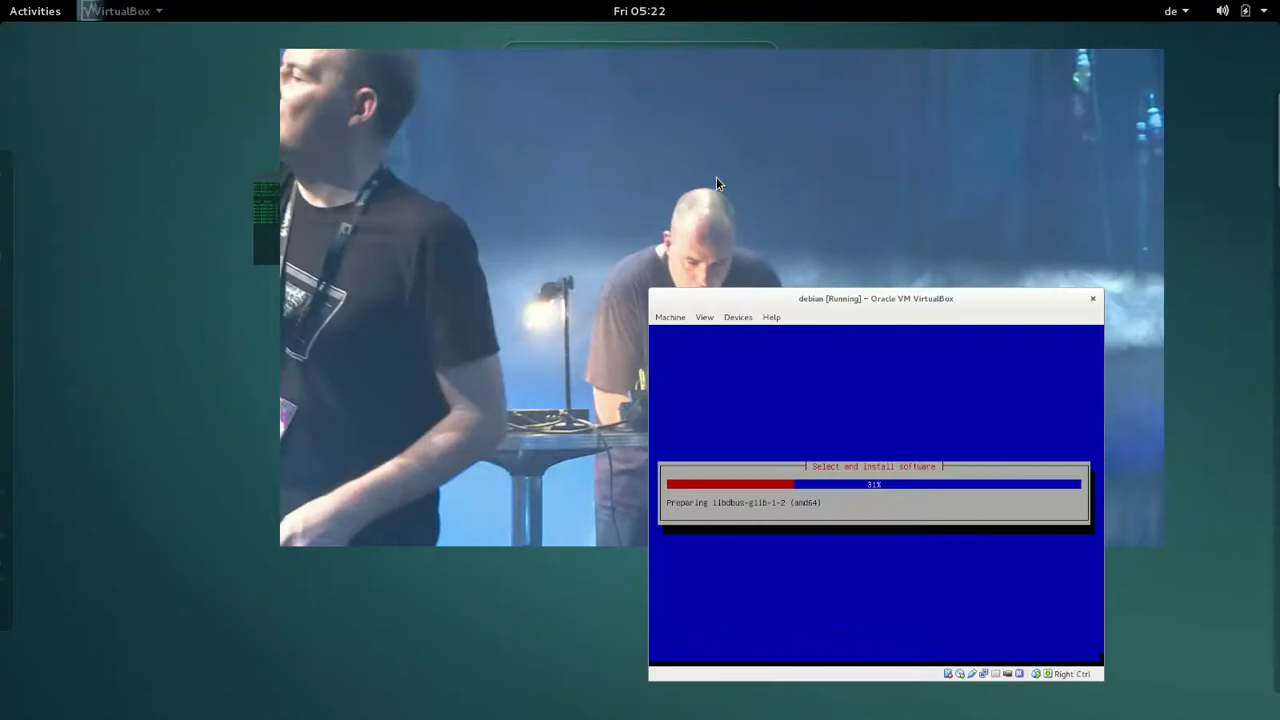 Activities VirtualBox Fri 05:22 de
debian [Running] - Oracle VM VirtualBox ×
Machine View Devices Help
Select and install software
31%
Preparing libdbus-glib-1-2 (amd64)
Right Ctrl